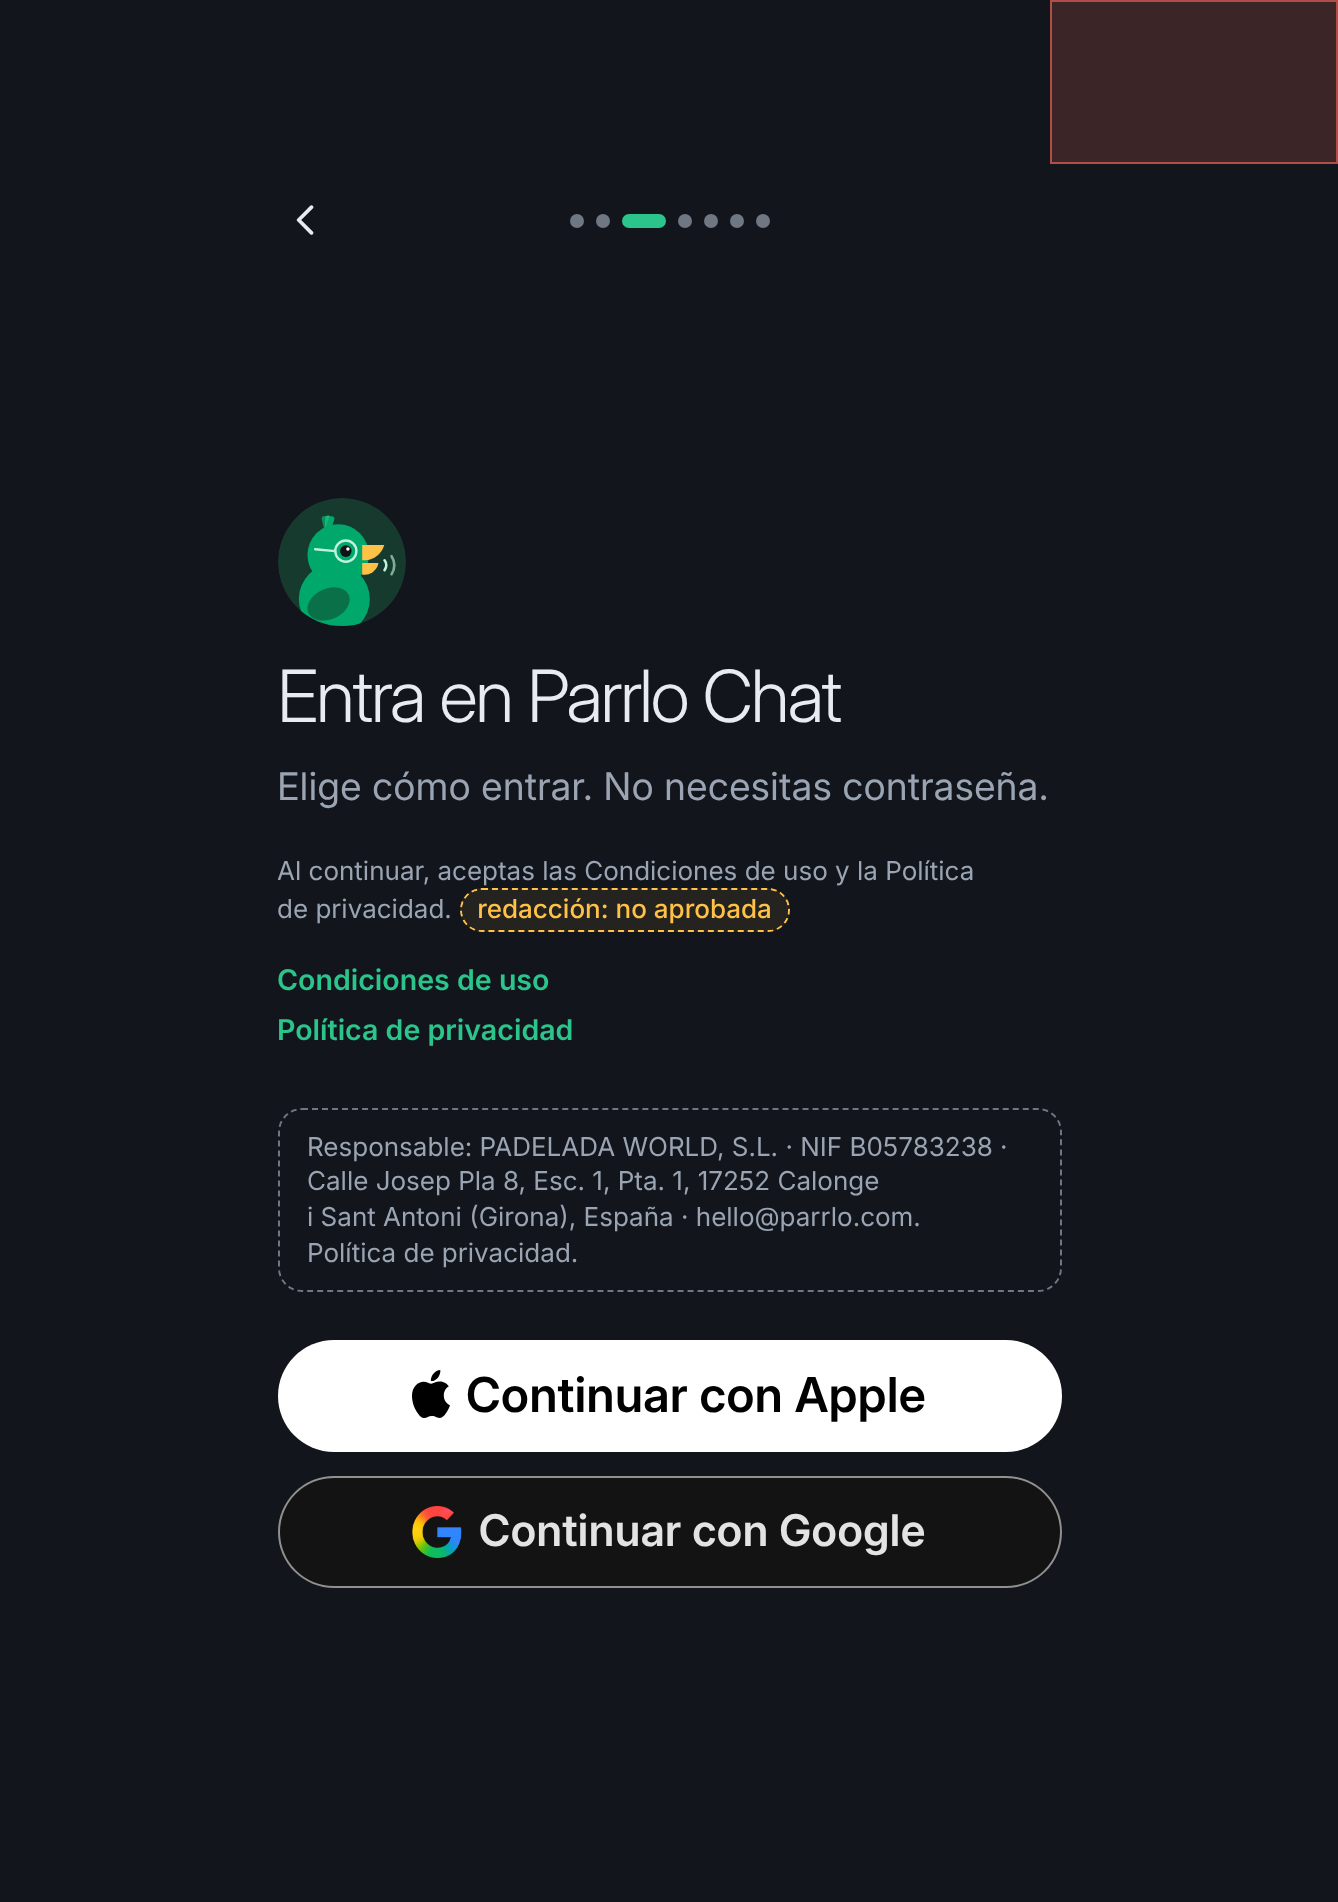 Entra en Parrlo Chat
Elige cómo entrar. No necesitas contraseña.
Al continuar, aceptas las Condiciones de uso y la Política
de privacidad. redacción: no aprobada
Condiciones de uso
Política de privacidad
Responsable: PADELADA WORLD, S.L. · NIF B05783238 ·
Calle Josep Pla 8, Esc. 1, Pta. 1, 17252 Calonge
i Sant Antoni (Girona), España · hello@parrlo.com.
Política de privacidad.
Continuar con Apple
Continuar con Google